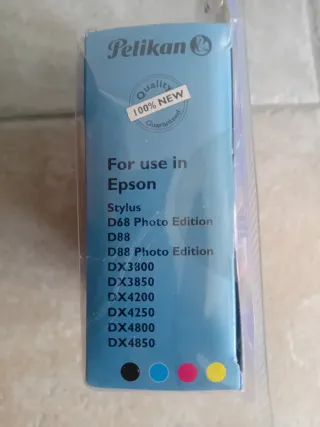 Pelikan
Quality
100% NEW
Guaranteed
For use in
Epson
Stylus
D68 Photo Edition
D88
D88 Photo Edition
DX3800
DX3850
DX4200
DX4250
DX4800
DX4850